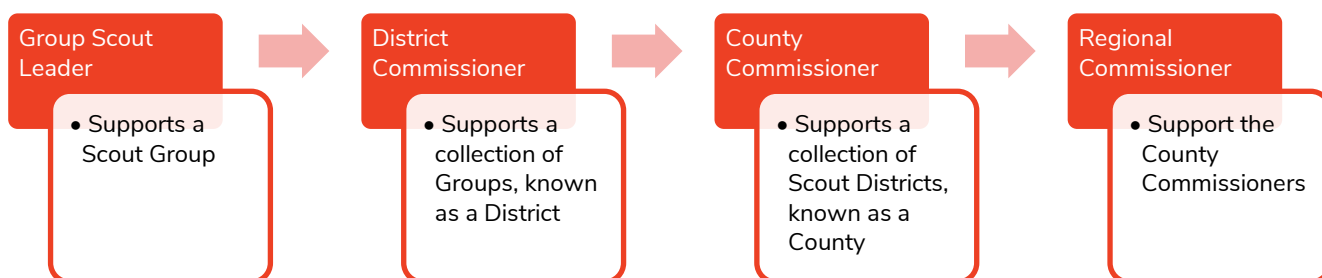 Group Scout
Leader
• Supports a
Scout Group
District
Commissioner
• Supports a
collection of
Groups, known
as a District
County
Commissioner
• Supports a
collection of
Scout Districts,
known as a
County
Regional
Commissioner
• Support the
County
Commissioners